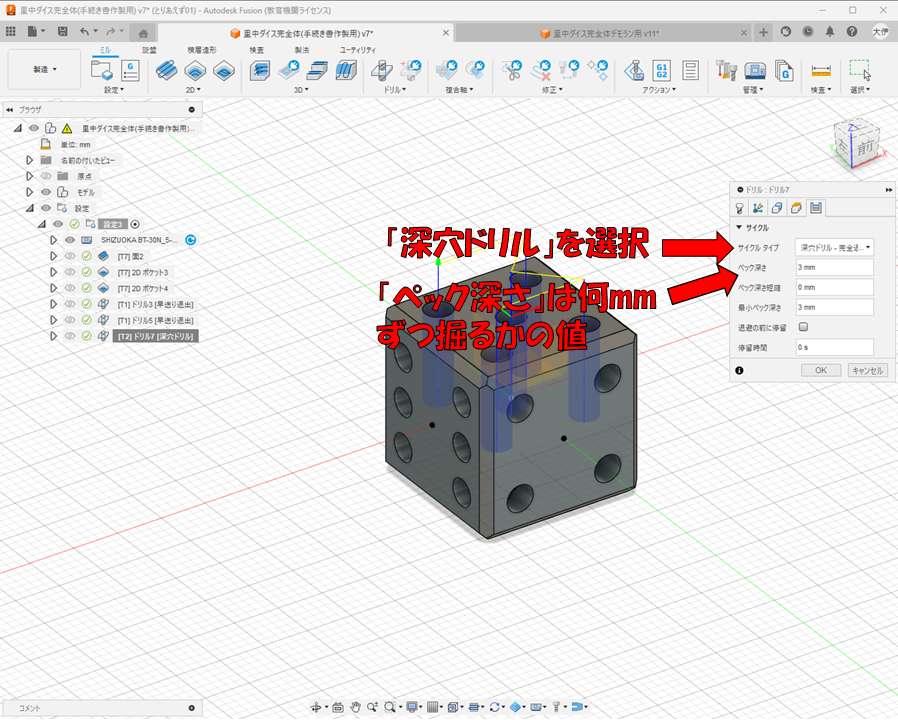 里中ダイス完全体(手続き書作製用) v7* (とりあえず01) - Autodesk Fusion (教育機関ライセンス)
里中ダイス完全体(手続き書作製用) v7*
里中ダイス完全体デモラン用 v11*
大伊
製造
ミル
設盤
積層造形
検査
製法
ユーティリティ
G1
G2
設定
2D
3D
ドリル
複合軸
修正
アクション
管理
検査
選択
ブラウザ
里中ダイス完全体(手続き書作製用)...
単位: mm
名前の付いたビュー
原点
モデル
設定
設定3
SHIZUOKA BT-30N_5-...
[T7] 面2
[T7] 2D ポケット3
[T7] 2D ポケット4
[T1] ドリル3 [早送り退出]
[T1] ドリル5 [早送り退出]
[T2] ドリル7 [深穴ドリル]
Z
前
左
X
「深穴ドリル」を選択
「ペック深さ」は何mm
ずつ掘るかの値
ドリル : ドリル7
サイクル
サイクル タイプ
深穴ドリル - 完全退...
ペック深さ
3 mm
ペック深さ短縮
0 mm
最小ペック深さ
3 mm
退避の前に停留
停留時間
0 s
OK
キャンセル
コメント